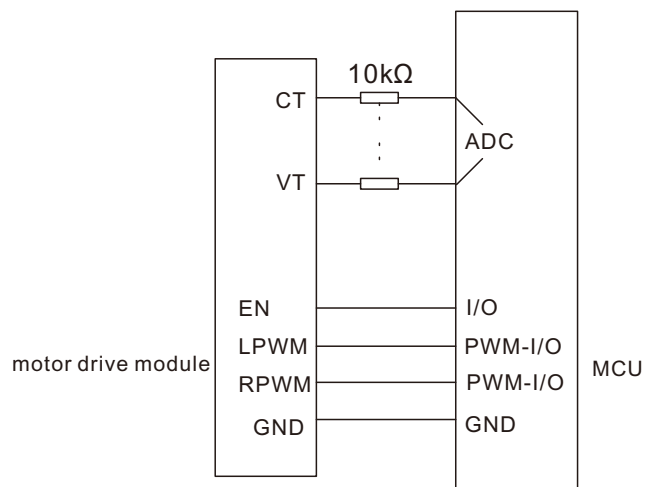 10kΩ
CT
ADC
VT
EN I/O
LPWM PWM-I/O
motor drive module MCU
RPWM PWM-I/O
GND GND